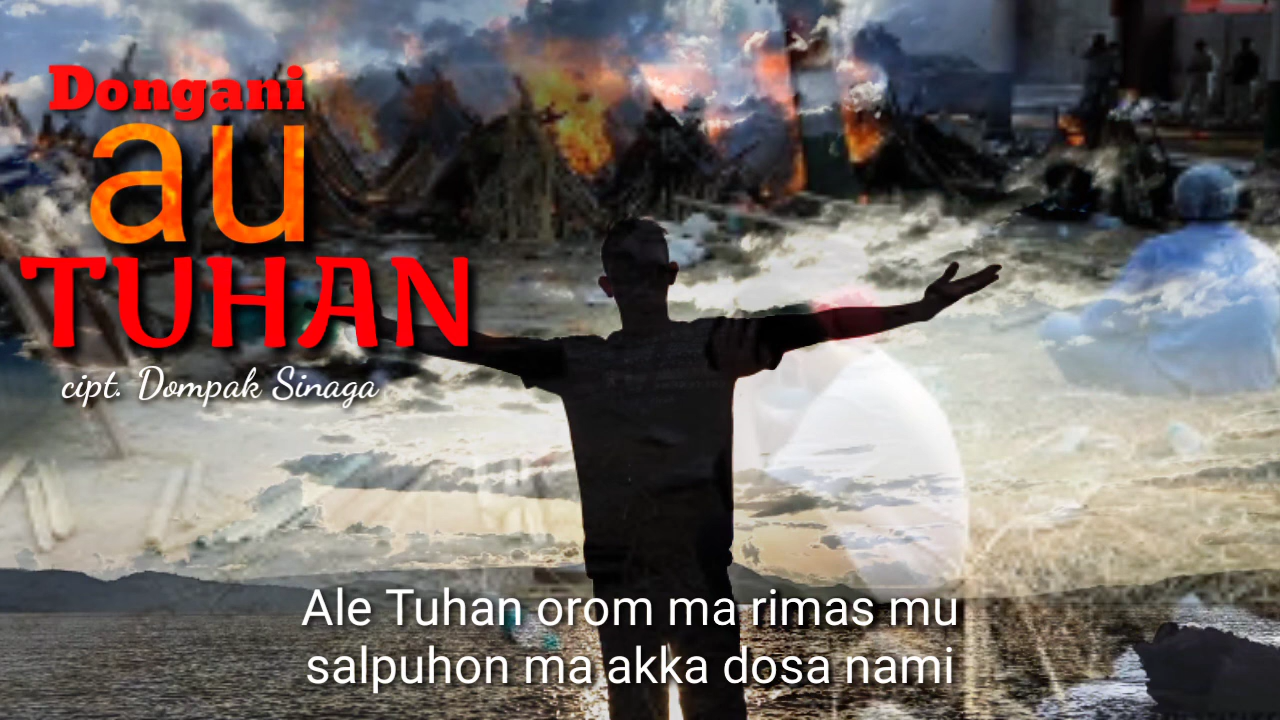 Dongani
au
TUHAN
cipt. Dompak Sinaga
Ale Tuhan orom ma rimas mu
salpuhon ma akka dosa nami